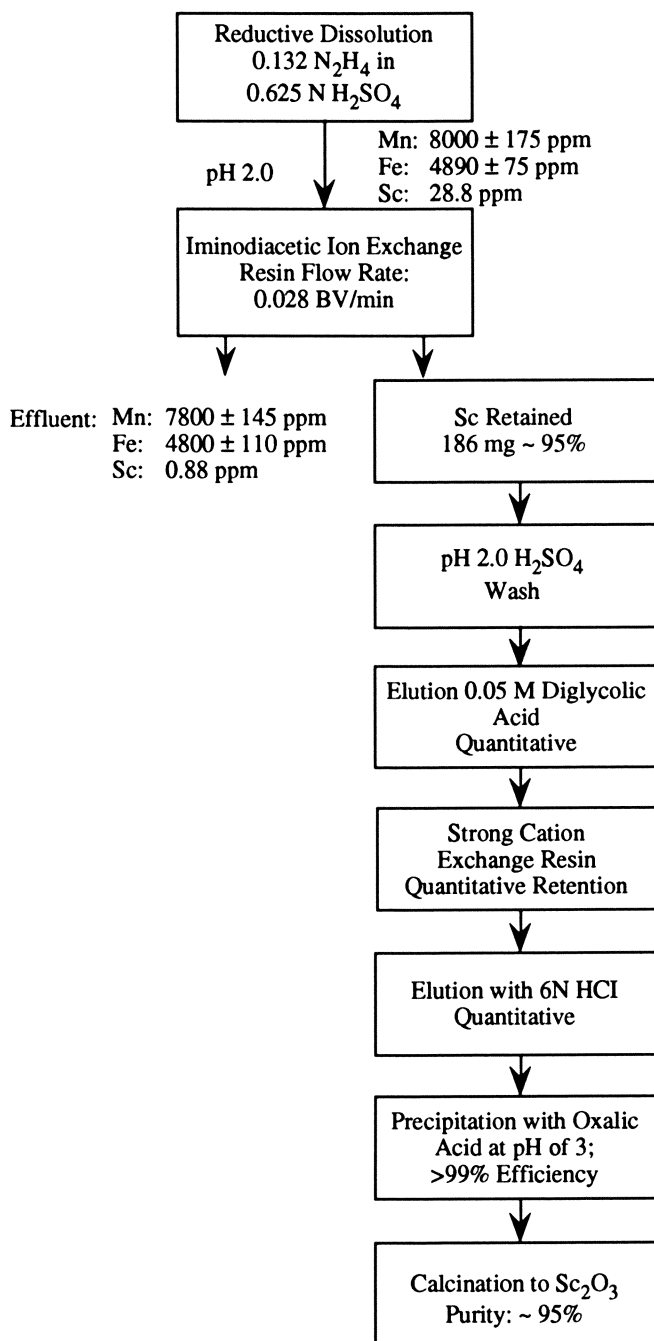 Reductive Dissolution
0.132 N₂H₄ in
0.625 N H₂SO₄
pH 2.0
Mn: 8000 ± 175 ppm
Fe: 4890 ± 75 ppm
Sc: 28.8 ppm
Iminodiacetic Ion Exchange
Resin Flow Rate:
0.028 BV/min
Effluent: Mn: 7800 ± 145 ppm
Fe: 4800 ± 110 ppm
Sc: 0.88 ppm
Sc Retained
186 mg ~ 95%
pH 2.0 H₂SO₄
Wash
Elution 0.05 M Diglycolic
Acid
Quantitative
Strong Cation
Exchange Resin
Quantitative Retention
Elution with 6N HCl
Quantitative
Precipitation with Oxalic
Acid at pH of 3;
>99% Efficiency
Calcination to Sc₂O₃
Purity: ~ 95%